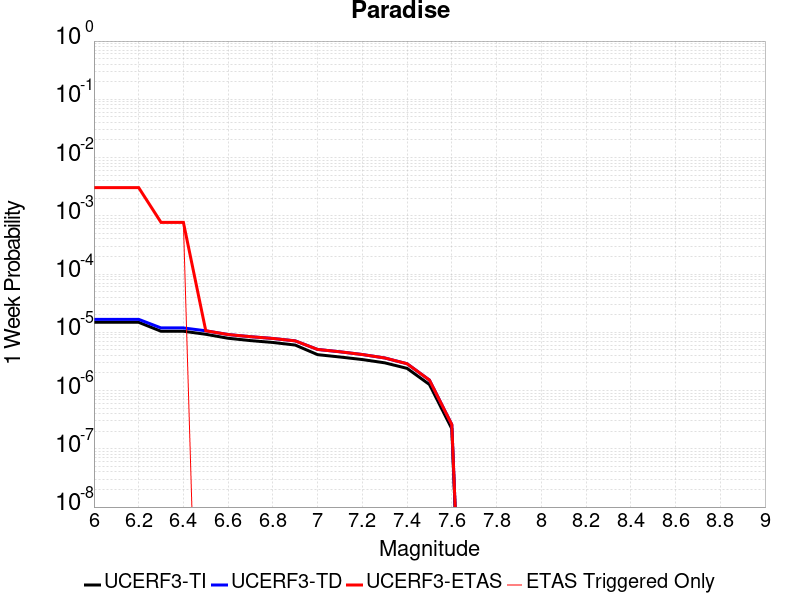 Paradise
10^0
10^-1
10^-2
10^-3
10^-4
10^-5
10^-6
10^-7
10^-8
1 Week Probability
6 6.2 6.4 6.6 6.8 7 7.2 7.4 7.6 7.8 8 8.2 8.4 8.6 8.8 9
Magnitude
UCERF3-TI UCERF3-TD UCERF3-ETAS ETAS Triggered Only